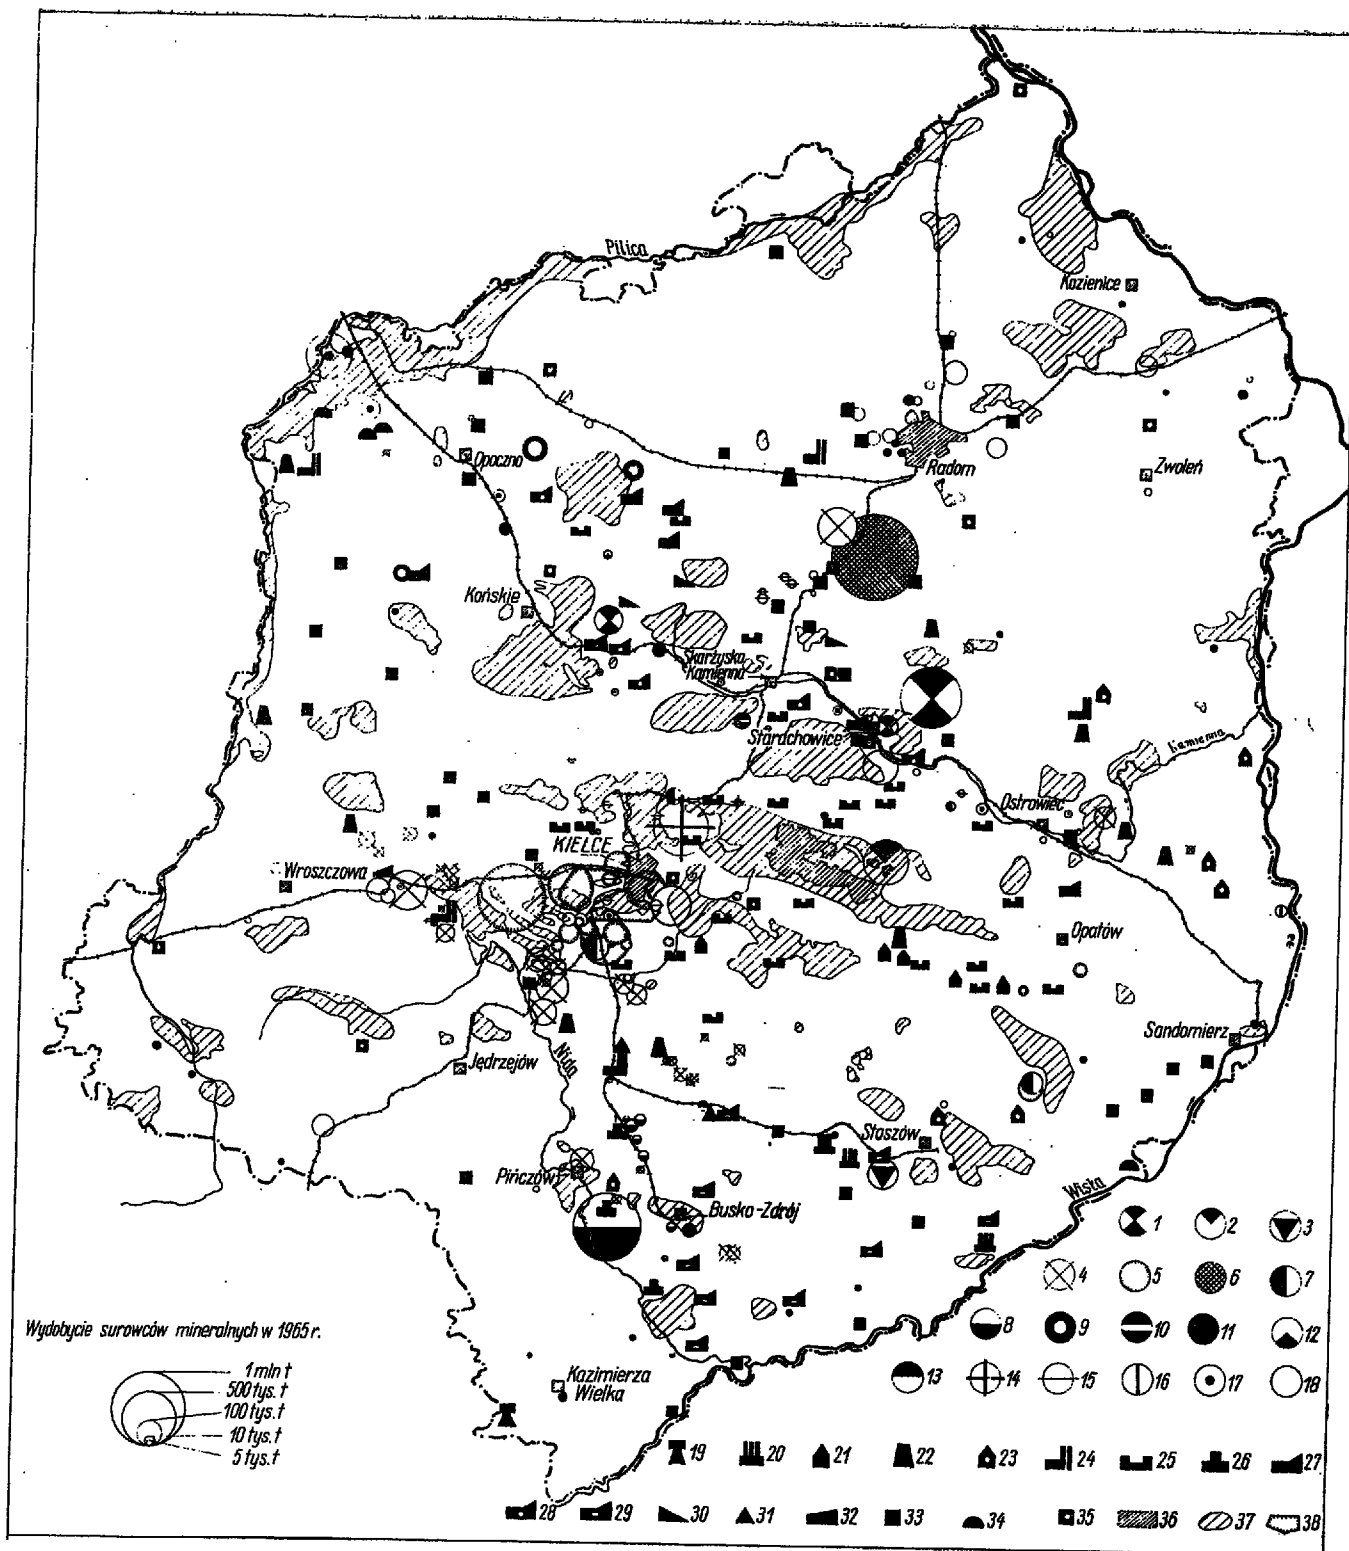 Pilica
Kozienice
Opoczno
Radom
Zwoleń
Końskie
Skarżysko
Kamienna
Starachowice
Kamienna
Ostrowiec
KIELCE
Wroszczowa
Opatów
Sandomierz
Jędrzejów
Nida
Staszów
Pińczów
Wisła
Busko-Zdrój
1 2 3
4 5 6 7
8 9 10 11 12
13 14 15 16 17 18
Wydobycie surowców mineralnych w 1965 r.
1 mln t
500 tys. t
100 tys. t
10 tys. t
5 tys. t
Kazimierza
Wielka
19 20 21 22 23 24 25 26 27
28 29 30 31 32 33 34 35 36 37 38